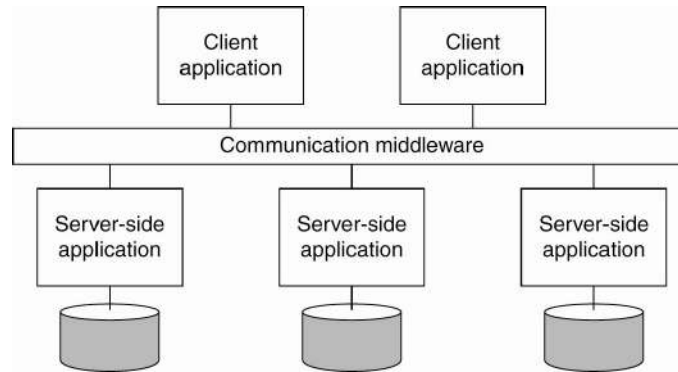 Client
application
Client
application
Communication middleware
Server-side
application
Server-side
application
Server-side
application